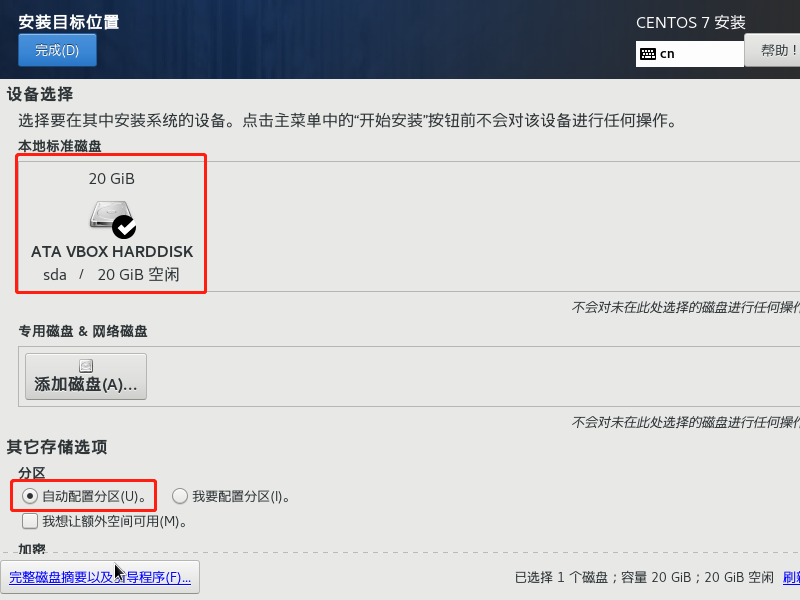 安装目标位置
CENTOS 7 安装
完成(D)
cn
帮助！
设备选择
选择要在其中安装系统的设备。点击主菜单中的“开始安装”按钮前不会对该设备进行任何操作。
本地标准磁盘
20 GiB
ATA VBOX HARDDISK
sda / 20 GiB 空闲
不会对未在此处选择的磁盘进行任何操作
专用磁盘 & 网络磁盘
添加磁盘(A)...
不会对未在此处选择的磁盘进行任何操作
其它存储选项
分区
自动配置分区(U)。 我要配置分区(I)。
我想让额外空间可用(M)。
加密
完整磁盘摘要以及引导程序(F)...
已选择 1 个磁盘；容量 20 GiB；20 GiB 空闲 刷新